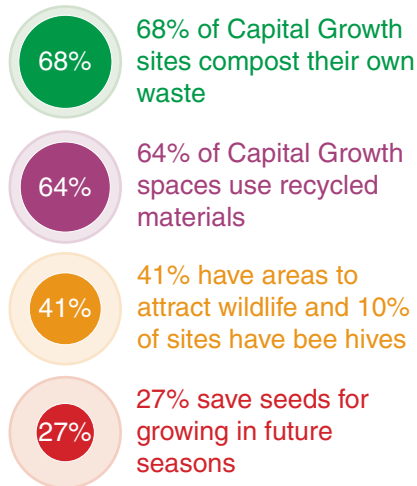 68%
68% of Capital Growth
sites compost their own
waste
64%
64% of Capital Growth
spaces use recycled
materials
41%
41% have areas to
attract wildlife and 10%
of sites have bee hives
27%
27% save seeds for
growing in future
seasons